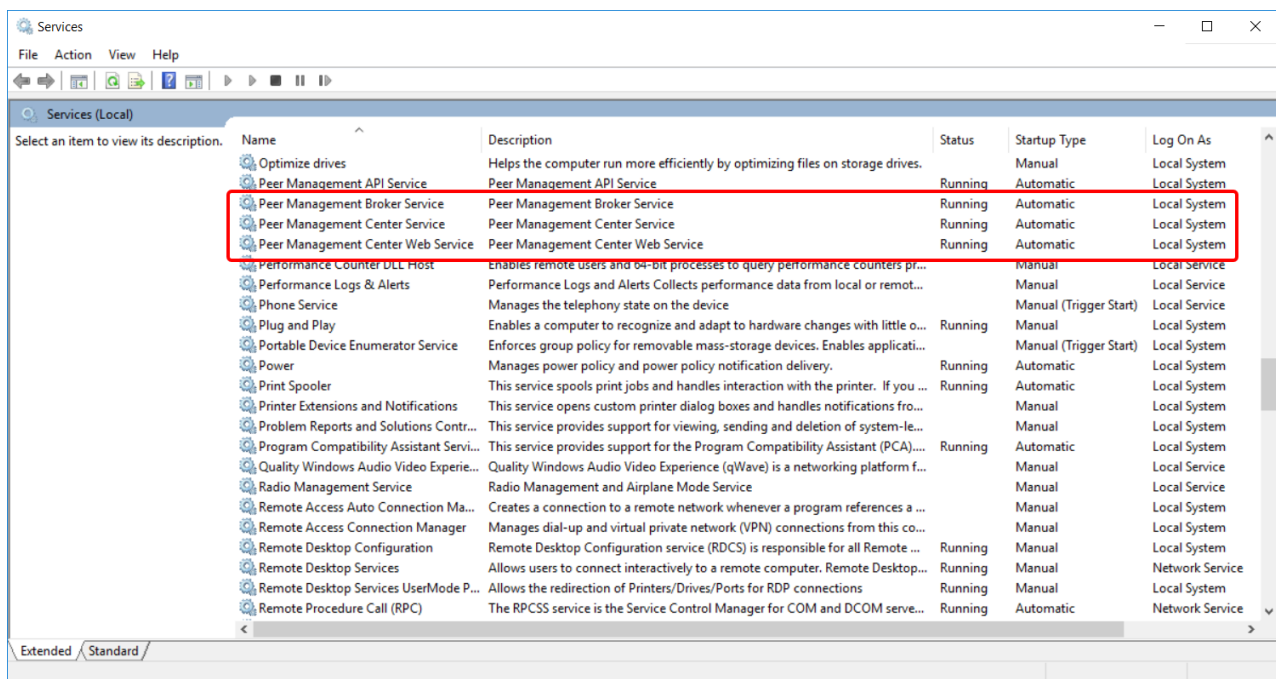 Services
File Action View Help
Services (Local)
Select an item to view its description.
Name Description Status Startup Type Log On As
Optimize drives Helps the computer run more efficiently by optimizing files on storage drives. Manual Local System
Peer Management API Service Peer Management API Service Running Automatic Local System
Peer Management Broker Service Peer Management Broker Service Running Automatic Local System
Peer Management Center Service Peer Management Center Service Running Automatic Local System
Peer Management Center Web Service Peer Management Center Web Service Running Automatic Local System
Performance Counter DLL Host Enables remote users and 64-bit processes to query performance counters pr... Manual Local Service
Performance Logs & Alerts Performance Logs and Alerts Collects performance data from local or remot... Manual Local Service
Phone Service Manages the telephony state on the device Manual (Trigger Start) Local Service
Plug and Play Enables a computer to recognize and adapt to hardware changes with little o... Running Manual Local System
Portable Device Enumerator Service Enforces group policy for removable mass-storage devices. Enables applicati... Manual (Trigger Start) Local System
Power Manages power policy and power policy notification delivery. Running Automatic Local System
Print Spooler This service spools print jobs and handles interaction with the printer. If you ... Running Automatic Local System
Printer Extensions and Notifications This service opens custom printer dialog boxes and handles notifications fro... Manual Local System
Problem Reports and Solutions Contr... This service provides support for viewing, sending and deletion of system-le... Manual Local System
Program Compatibility Assistant Servi... This service provides support for the Program Compatibility Assistant (PCA).... Running Automatic Local System
Quality Windows Audio Video Experie... Quality Windows Audio Video Experience (qWave) is a networking platform f... Manual Local Service
Radio Management Service Radio Management and Airplane Mode Service Manual Local Service
Remote Access Auto Connection Ma... Creates a connection to a remote network whenever a program references a ... Manual Local System
Remote Access Connection Manager Manages dial-up and virtual private network (VPN) connections from this co... Manual Local System
Remote Desktop Configuration Remote Desktop Configuration service (RDCS) is responsible for all Remote ... Running Manual Local System
Remote Desktop Services Allows users to connect interactively to a remote computer. Remote Desktop... Running Manual Network Service
Remote Desktop Services UserMode P... Allows the redirection of Printers/Drives/Ports for RDP connections Running Manual Local System
Remote Procedure Call (RPC) The RPCSS service is the Service Control Manager for COM and DCOM serve... Running Automatic Network Service
Extended Standard